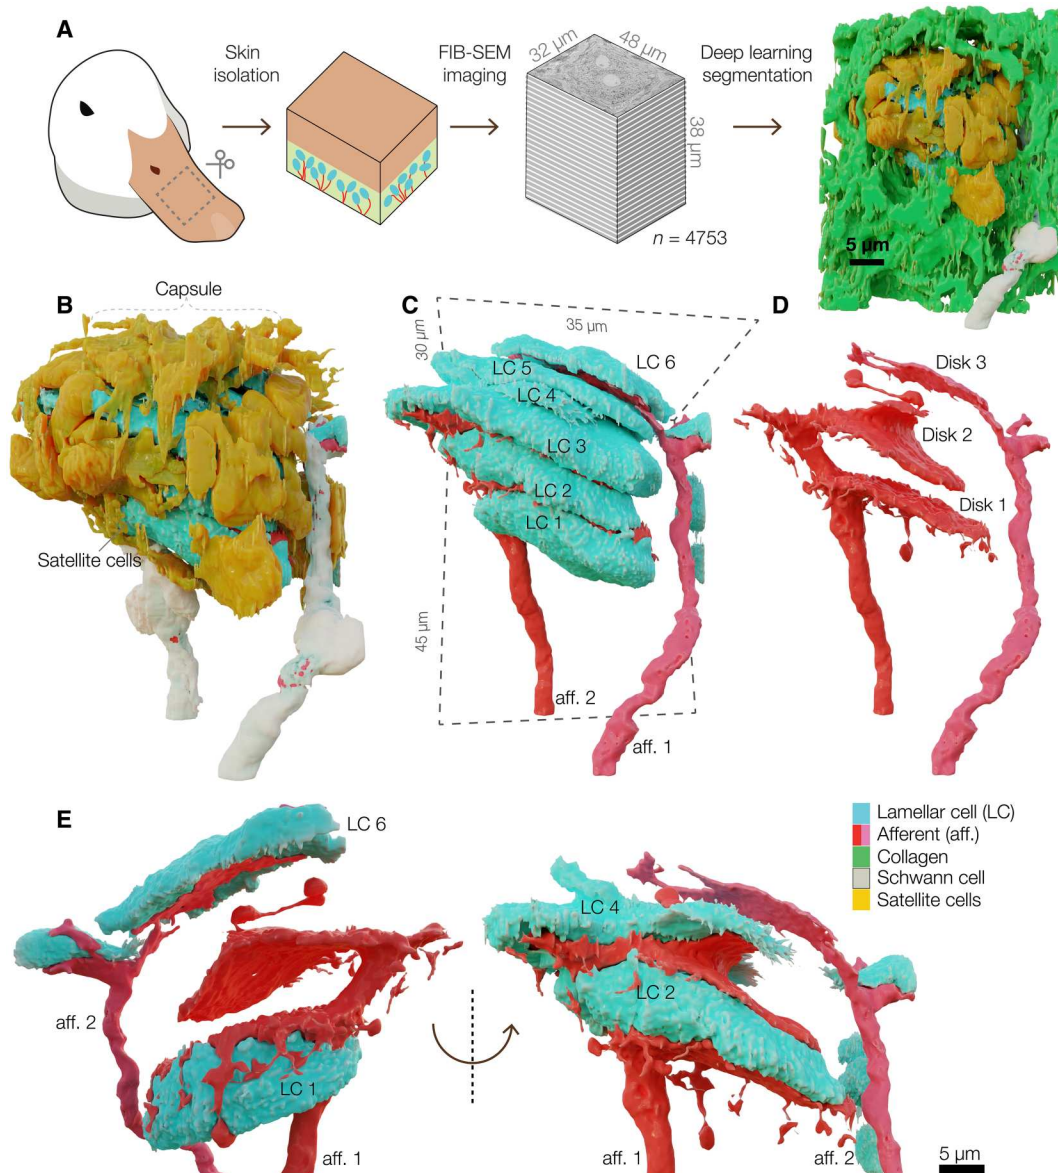 A
Skin
isolation
FIB-SEM
imaging
32 µm
48 µm
38 µm
n = 4753
Deep learning
segmentation
5 µm
B
Capsule
Satellite cells
C
35 µm
30 µm
45 µm
LC 6
LC 5
LC 4
LC 3
LC 2
LC 1
aff. 2
aff. 1
D
Disk 3
Disk 2
Disk 1
E
LC 6
aff. 2
LC 1
aff. 1
LC 4
LC 2
aff. 1
aff. 2
Lamellar cell (LC)
Afferent (aff.)
Collagen
Schwann cell
Satellite cells
5 µm